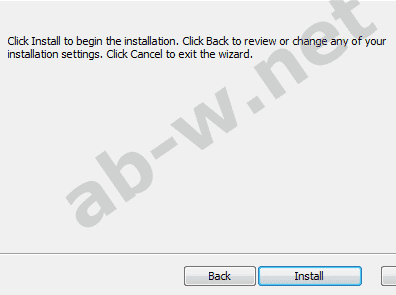 Click Install to begin the installation. Click Back to review or change any of your
installation settings. Click Cancel to exit the wizard.
ab-w.net
Back
Install